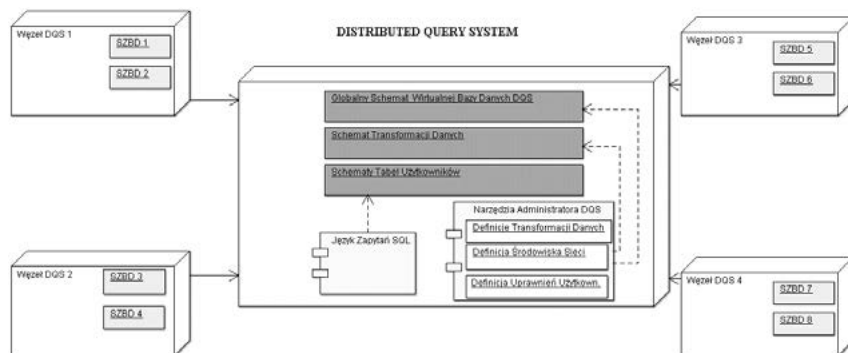 DISTRIBUTED QUERY SYSTEM
Węzeł DQS 1
SZBD 1
SZBD 2
Węzeł DQS 3
SZBD 5
SZBD 6
Globalny Schemat Wirtualnej Bazy Danych DQS
Schemat Transformacji Danych
Schematy Tabel Użytkowników
Język Zapytań SQL
Narzędzia Administratora DQS
Definicje Transformacji Danych
Definicja Środowiska Sieci
Definicja Uprawnień Użytkown.
Węzeł DQS 2
SZBD 3
SZBD 4
Węzeł DQS 4
SZBD 7
SZBD 8